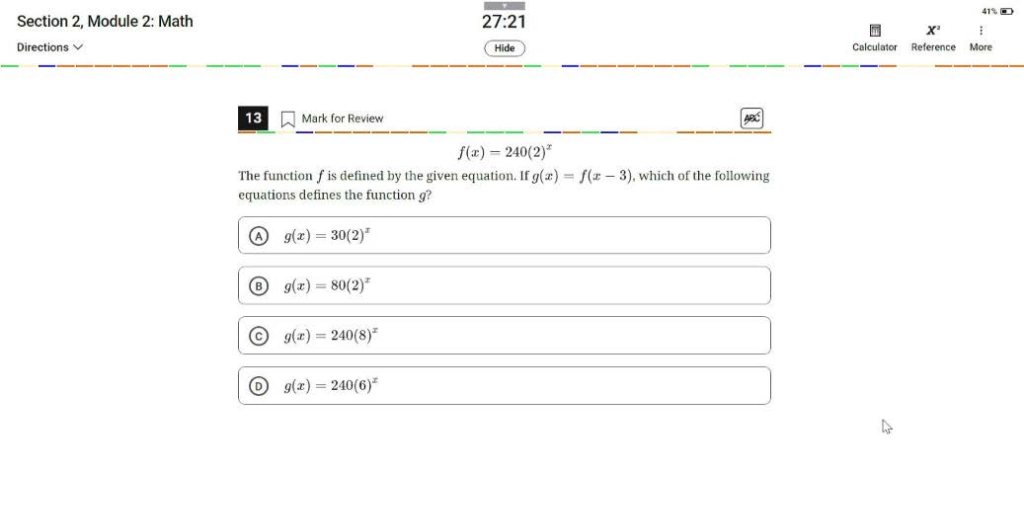 Section 2, Module 2: Math
27:21
41%
Directions
Hide
Calculator
Reference
More
13
Mark for Review
ABC
f(x) = 240(2)ˣ
The function f is defined by the given equation. If g(x) = f(x − 3), which of the following
equations defines the function g?
A g(x) = 30(2)ˣ
B g(x) = 80(2)ˣ
C g(x) = 240(8)ˣ
D g(x) = 240(6)ˣ